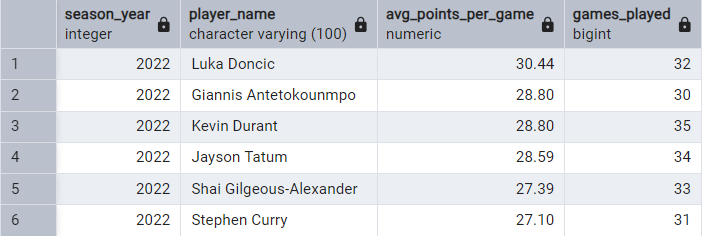 season_year player_name avg_points_per_game games_played
integer character varying (100) numeric bigint
1 2022 Luka Doncic 30.44 32
2 2022 Giannis Antetokounmpo 28.80 30
3 2022 Kevin Durant 28.80 35
4 2022 Jayson Tatum 28.59 34
5 2022 Shai Gilgeous-Alexander 27.39 33
6 2022 Stephen Curry 27.10 31